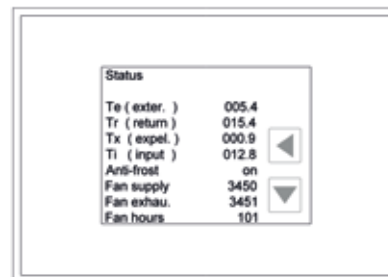 Status
Te ( exter. ) 005.4
Tr ( return ) 015.4
Tx ( expel. ) 000.9
Ti ( input ) 012.8
Anti-frost on
Fan supply 3450
Fan exhau. 3451
Fan hours 101